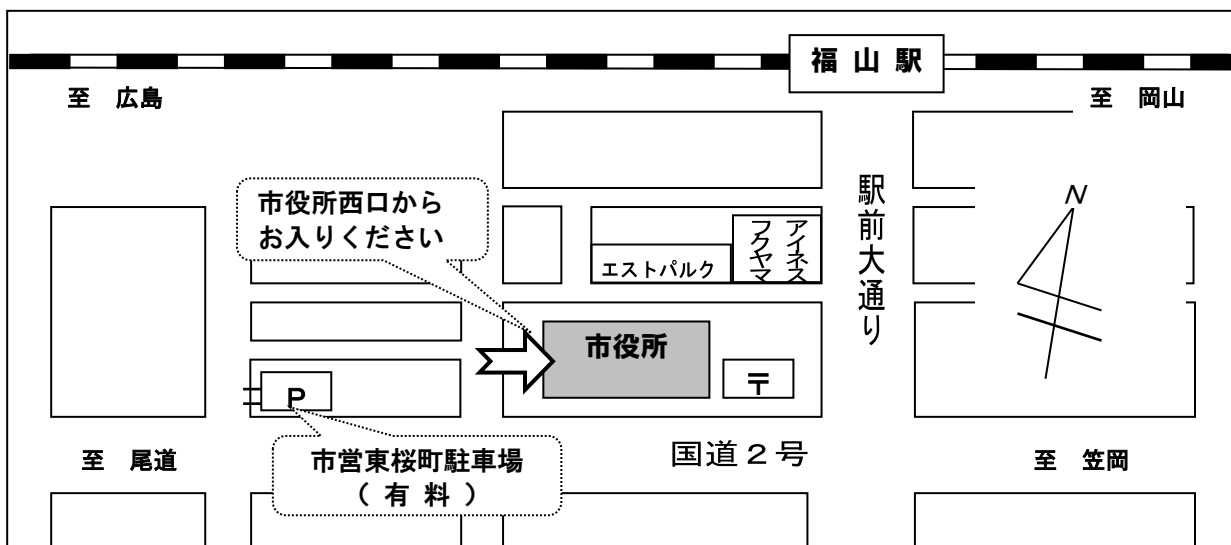 福 山 駅
至 広島
至 岡山
市役所西口から
お入りください
駅前大通り
N
アイネス
フクヤマ
エストパルク
市役所
〒
P
至 尾道
市営東桜町駐車場
（ 有 料 ）
国道２号
至 笠岡